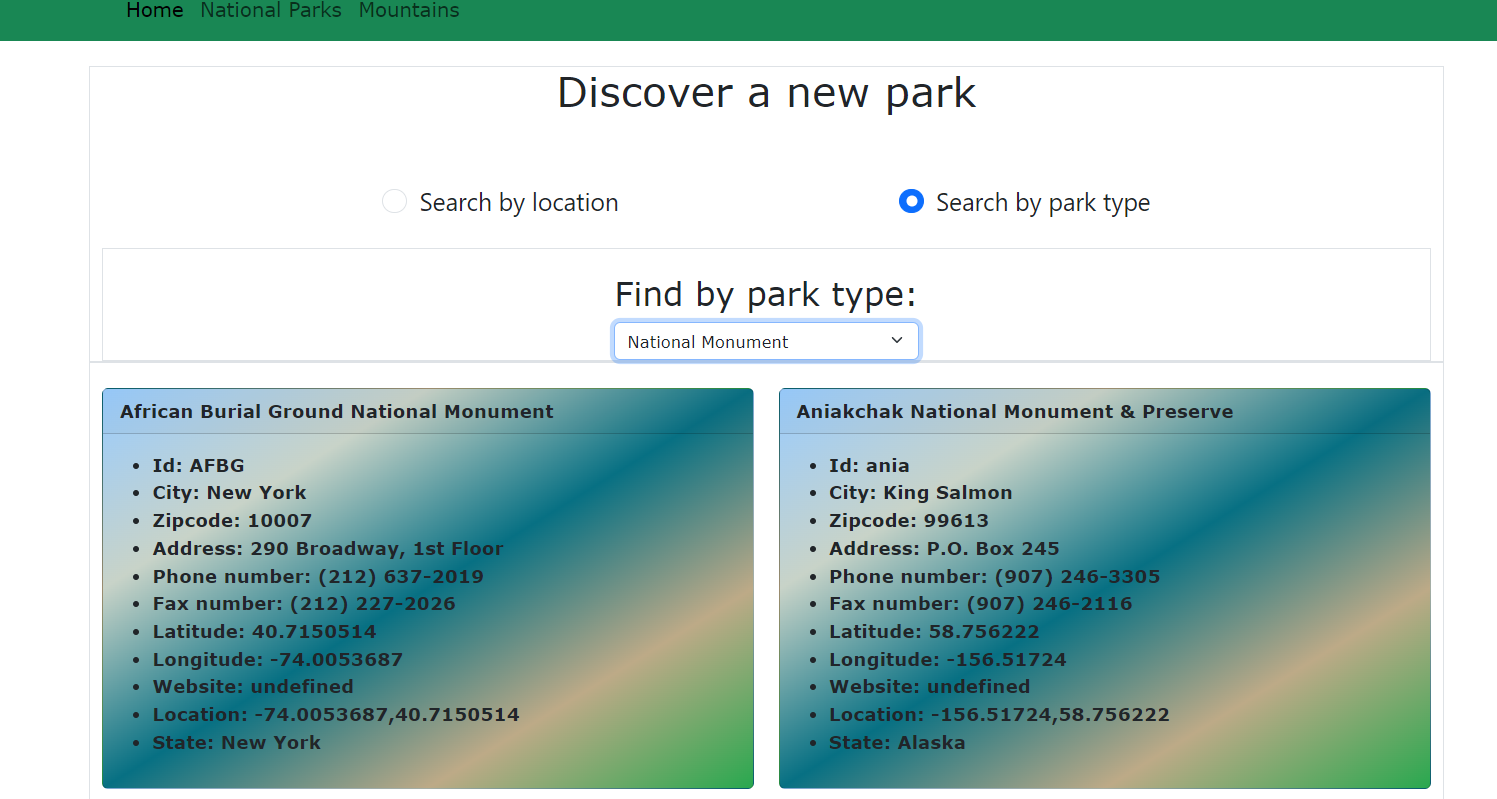 Home National Parks Mountains
Discover a new park
Search by location
Search by park type
Find by park type:
National Monument
African Burial Ground National Monument
Id: AFBG
City: New York
Zipcode: 10007
Address: 290 Broadway, 1st Floor
Phone number: (212) 637-2019
Fax number: (212) 227-2026
Latitude: 40.7150514
Longitude: -74.0053687
Website: undefined
Location: -74.0053687,40.7150514
State: New York
Aniakchak National Monument & Preserve
Id: ania
City: King Salmon
Zipcode: 99613
Address: P.O. Box 245
Phone number: (907) 246-3305
Fax number: (907) 246-2116
Latitude: 58.756222
Longitude: -156.51724
Website: undefined
Location: -156.51724,58.756222
State: Alaska